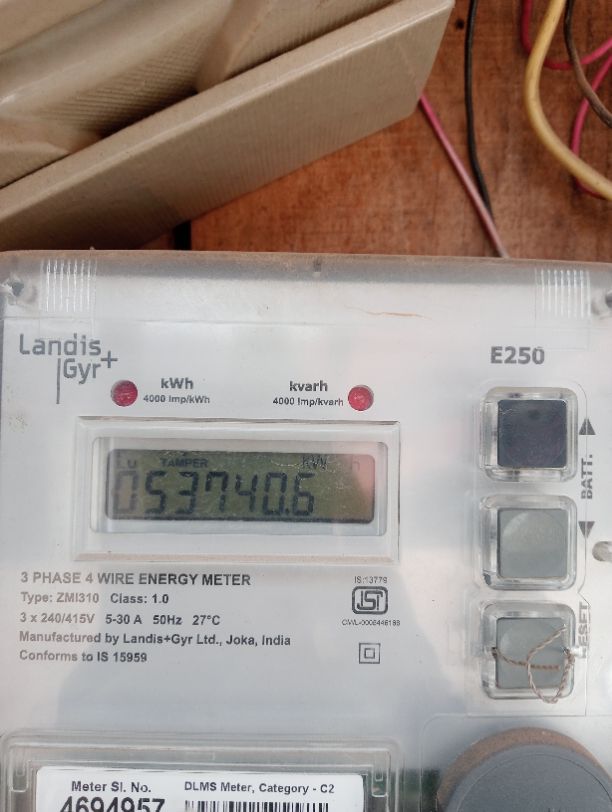 Landis
Gyr+
E250
kWh
4000 Imp/kWh
kvarh
4000 Imp/kvarh
TAMPER
kW h
053740.6
BATT.
RESET
3 PHASE 4 WIRE ENERGY METER
Type: ZMI310 Class: 1.0
3 x 240/415V 5-30 A 50Hz 27°C
Manufactured by Landis+Gyr Ltd., Joka, India
Conforms to IS 15959
IS:13779
Meter Sl. No.
4694957
DLMS Meter, Category - C2